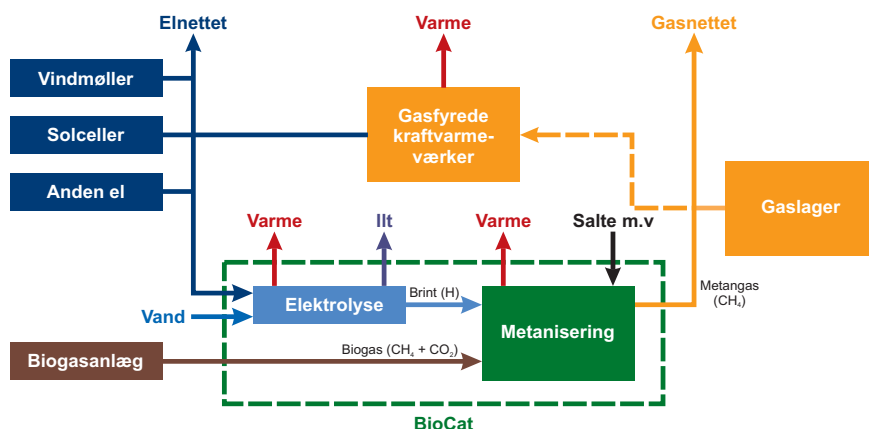 Elnettet
Varme
Gasnettet
Vindmøller
Solceller
Anden el
Gasfyrede
kraftvarme-
værker
Gaslager
Varme
Ilt
Varme
Salte m.v
Elektrolyse
Brint (H)
Metangas
(CH₄)
Vand
Metanisering
Biogasanlæg
Biogas (CH₄ + CO₂)
BioCat